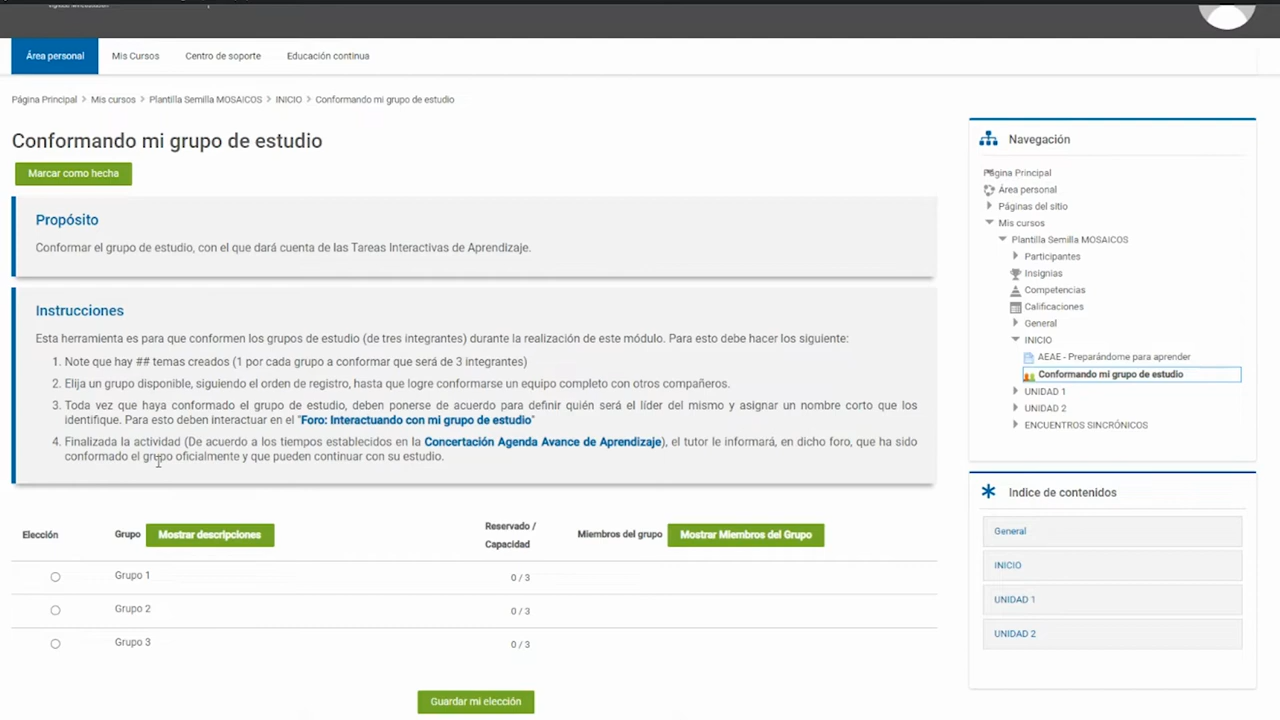 Área personal Mis Cursos Centro de soporte Educación continua
Página Principal > Mis cursos > Plantilla Semilla MOSAICOS > INICIO > Conformando mi grupo de estudio
Conformando mi grupo de estudio
Marcar como hecha
Propósito
Conformar el grupo de estudio, con el que dará cuenta de las Tareas Interactivas de Aprendizaje.
Instrucciones
Esta herramienta es para que conformen los grupos de estudio (de tres integrantes) durante la realización de este módulo. Para esto debe hacer los siguiente:
1. Note que hay ## temas creados (1 por cada grupo a conformar que será de 3 integrantes)
2. Elija un grupo disponible, siguiendo el orden de registro, hasta que logre conformarse un equipo completo con otros compañeros.
3. Toda vez que haya conformado el grupo de estudio, deben ponerse de acuerdo para definir quién será el líder del mismo y asignar un nombre corto que los
identifique. Para esto deben interactuar en el "Foro: Interactuando con mi grupo de estudio"
4. Finalizada la actividad (De acuerdo a los tiempos establecidos en la Concertación Agenda Avance de Aprendizaje), el tutor le informará, en dicho foro, que ha sido
conformado el grupo oficialmente y que pueden continuar con su estudio.
Elección Grupo Mostrar descripciones Reservado / Capacidad Miembros del grupo Mostrar Miembros del Grupo
Grupo 1 0 / 3
Grupo 2 0 / 3
Grupo 3 0 / 3
Guardar mi elección
Navegación
Página Principal
Área personal
Páginas del sitio
Mis cursos
Plantilla Semilla MOSAICOS
Participantes
Insignias
Competencias
Calificaciones
General
INICIO
AEAE - Preparándome para aprender
Conformando mi grupo de estudio
UNIDAD 1
UNIDAD 2
ENCUENTROS SINCRÓNICOS
Indice de contenidos
General
INICIO
UNIDAD 1
UNIDAD 2